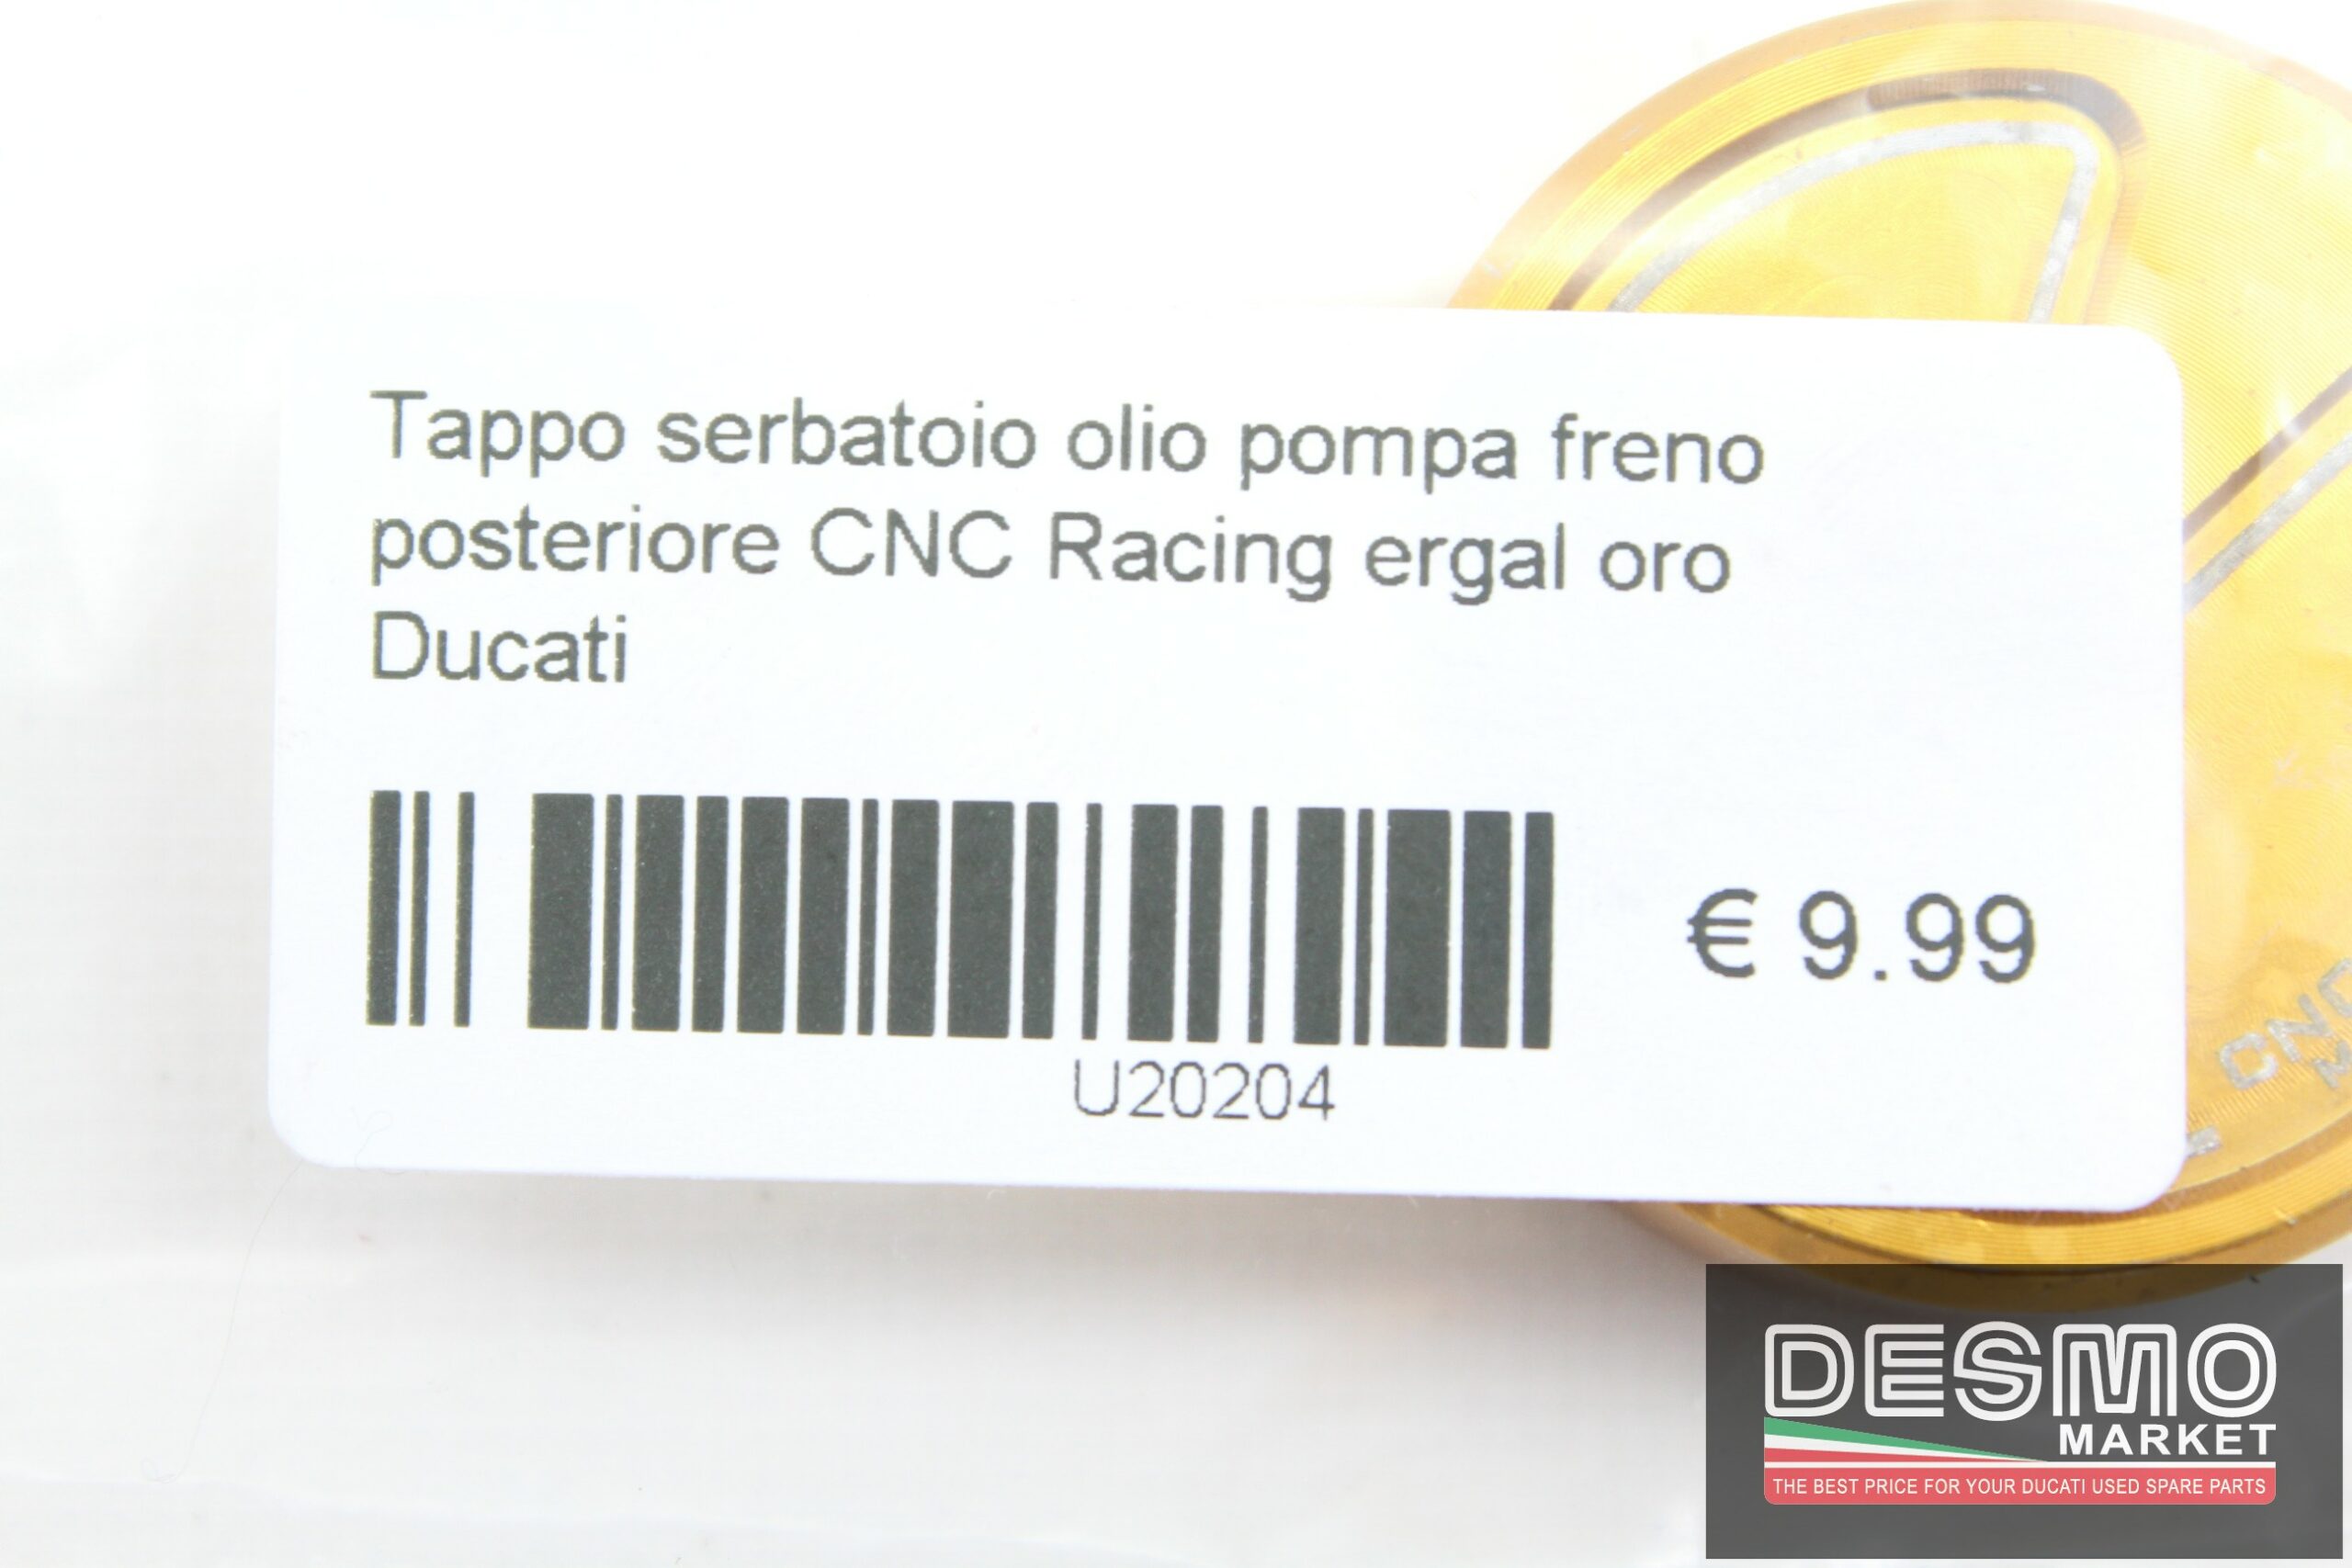 Tappo serbatoio olio pompa freno
posteriore CNC Racing ergal oro
Ducati
€ 9.99
U20204
CNC
DESMO
MARKET
THE BEST PRICE FOR YOUR DUCATI USED SPARE PARTS